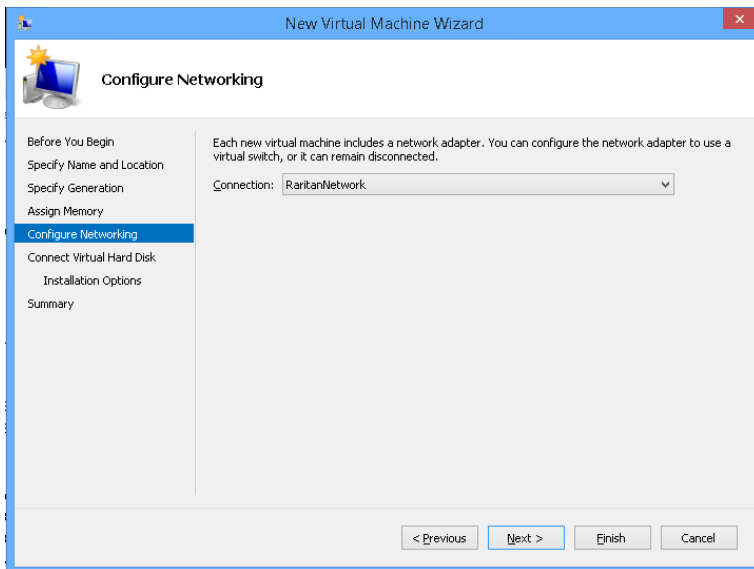 New Virtual Machine Wizard
Configure Networking
Before You Begin
Specify Name and Location
Specify Generation
Assign Memory
Configure Networking
Connect Virtual Hard Disk
Installation Options
Summary
Each new virtual machine includes a network adapter. You can configure the network adapter to use a
virtual switch, or it can remain disconnected.
Connection: RaritanNetwork
< Previous Next > Finish Cancel